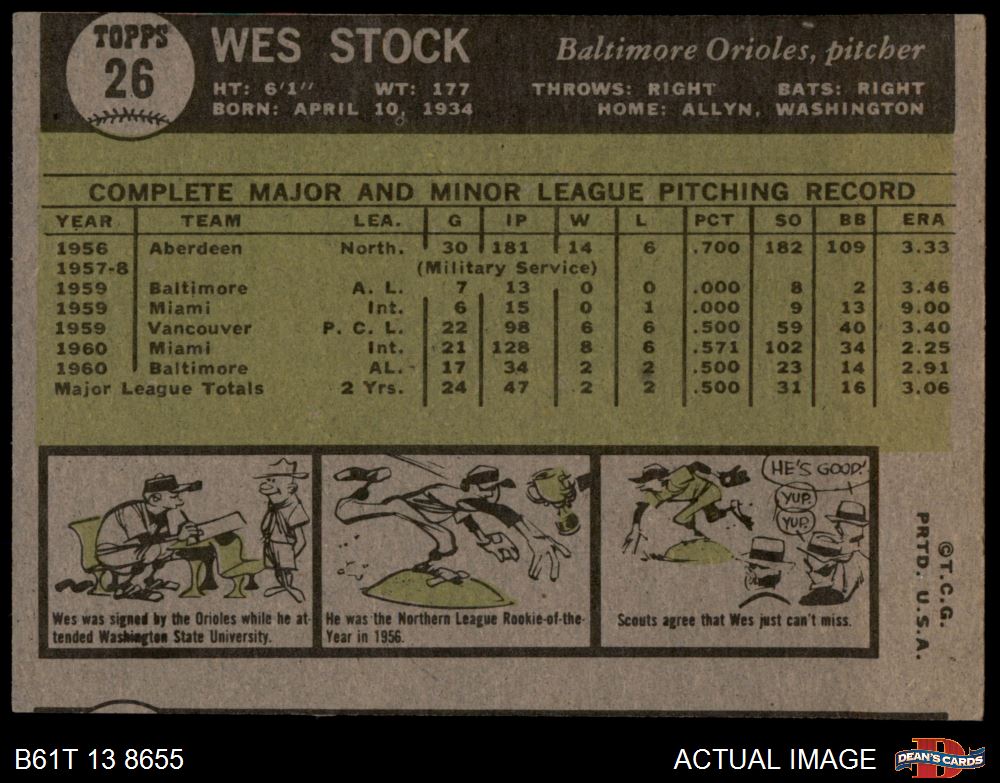 TOPPS
26
WES STOCK
Baltimore Orioles, pitcher
HT: 6'1" WT: 177 THROWS: RIGHT BATS: RIGHT
BORN: APRIL 10, 1934 HOME: ALLYN, WASHINGTON
COMPLETE MAJOR AND MINOR LEAGUE PITCHING RECORD
YEAR TEAM LEA. G IP W L PCT SO BB ERA
1956 Aberdeen North. 30 181 14 6 .700 182 109 3.33
1957-8 (Military Service)
1959 Baltimore A. L. 7 13 0 0 .000 8 2 3.46
1959 Miami Int. 6 15 0 1 .000 9 13 9.00
1959 Vancouver P. C. L. 22 98 6 6 .500 59 40 3.40
1960 Miami Int. 21 128 8 6 .571 102 34 2.25
1960 Baltimore AL. 17 34 2 2 .500 23 14 2.91
Major League Totals 2 Yrs. 24 47 2 2 .500 31 16 3.06
HE'S GOOD!
YUP.
YUP.
Wes was signed by the Orioles while he at-
tended Washington State University.
He was the Northern League Rookie-of-the-
Year in 1956.
Scouts agree that Wes just can't miss.
© T.C.G.
PRTD. U.S.A.
B61T 13 8655
ACTUAL IMAGE
DEAN'S CARDS